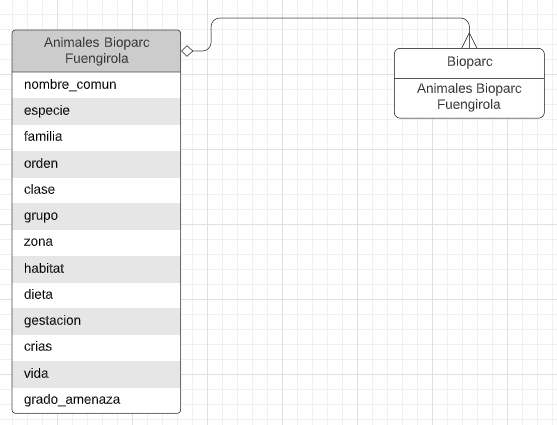 Animales Bioparc
Fuengirola
nombre_comun
especie
familia
orden
clase
grupo
zona
habitat
dieta
gestacion
crias
vida
grado_amenaza
Bioparc
Animales Bioparc
Fuengirola